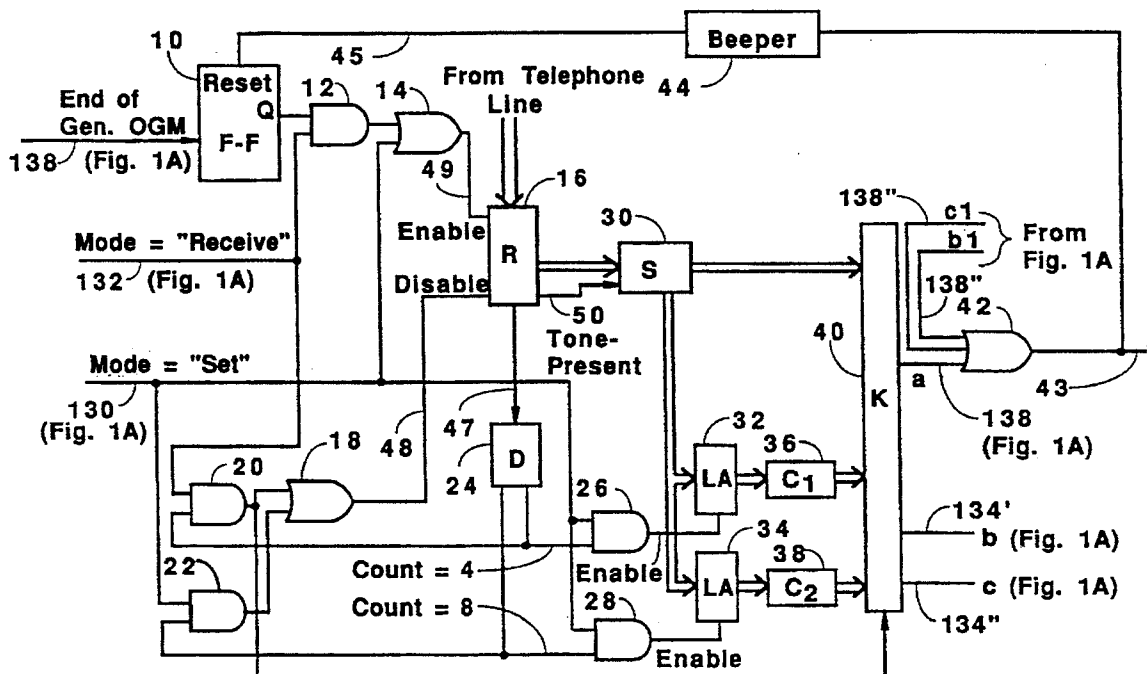 10
45
Beeper
44
Reset
Q
F-F
12
14
From Telephone
Line
End of
Gen. OGM
138
(Fig. 1A)
49
16
30
138"
c1
b1
From
Fig. 1A
Mode = "Receive"
132
(Fig. 1A)
Enable
R
S
Disable
50
Tone-
Present
138"
42
40
Mode = "Set"
130
(Fig. 1A)
a
43
K
138
(Fig. 1A)
48
47
18
20
24
D
32
36
LA
C1
26
34
134'
b (Fig. 1A)
22
Count = 4
Enable
38
LA
C2
c (Fig. 1A)
134"
Count = 8
28
Enable